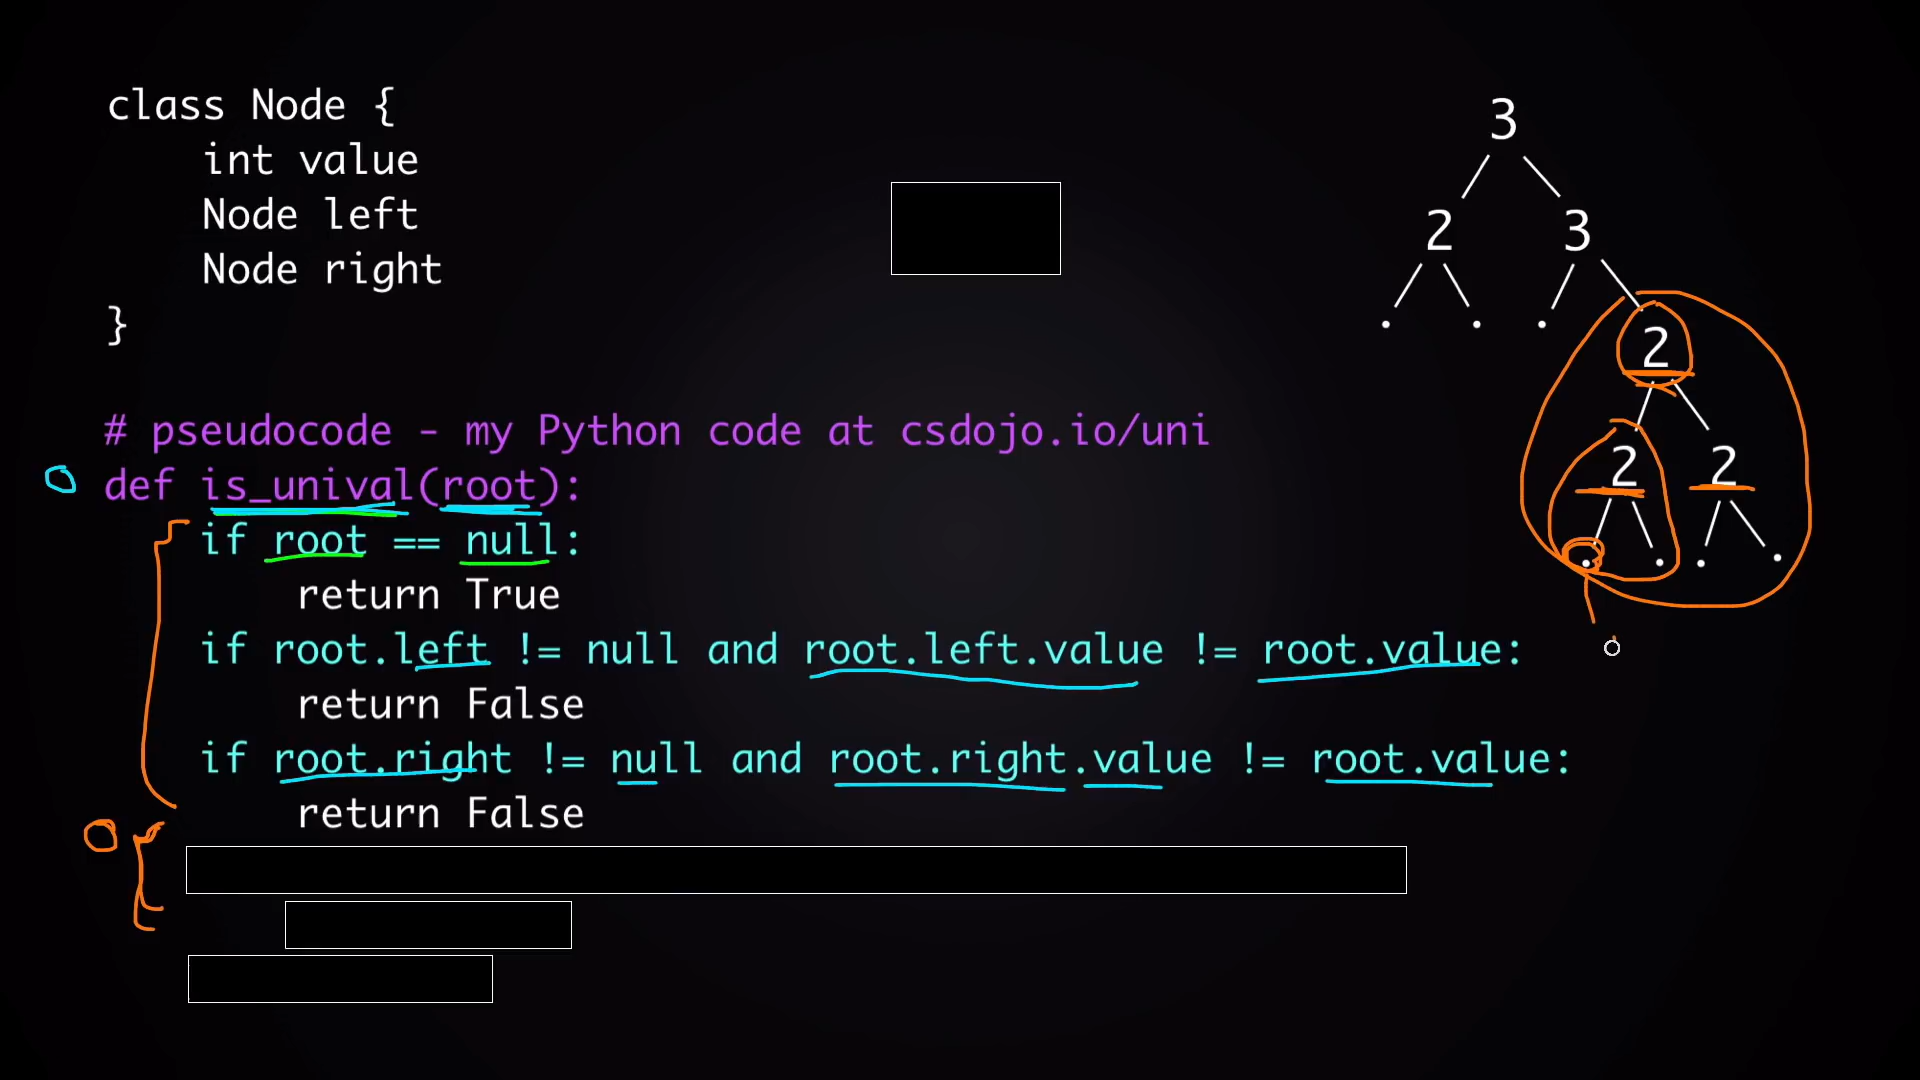 class Node {
    int value
    Node left
    Node right
}
# pseudocode - my Python code at csdojo.io/uni
def is_unival(root):
    if root == null:
        return True
    if root.left != null and root.left.value != root.value:
        return False
    if root.right != null and root.right.value != root.value:
        return False
3
2 3
2
2 2